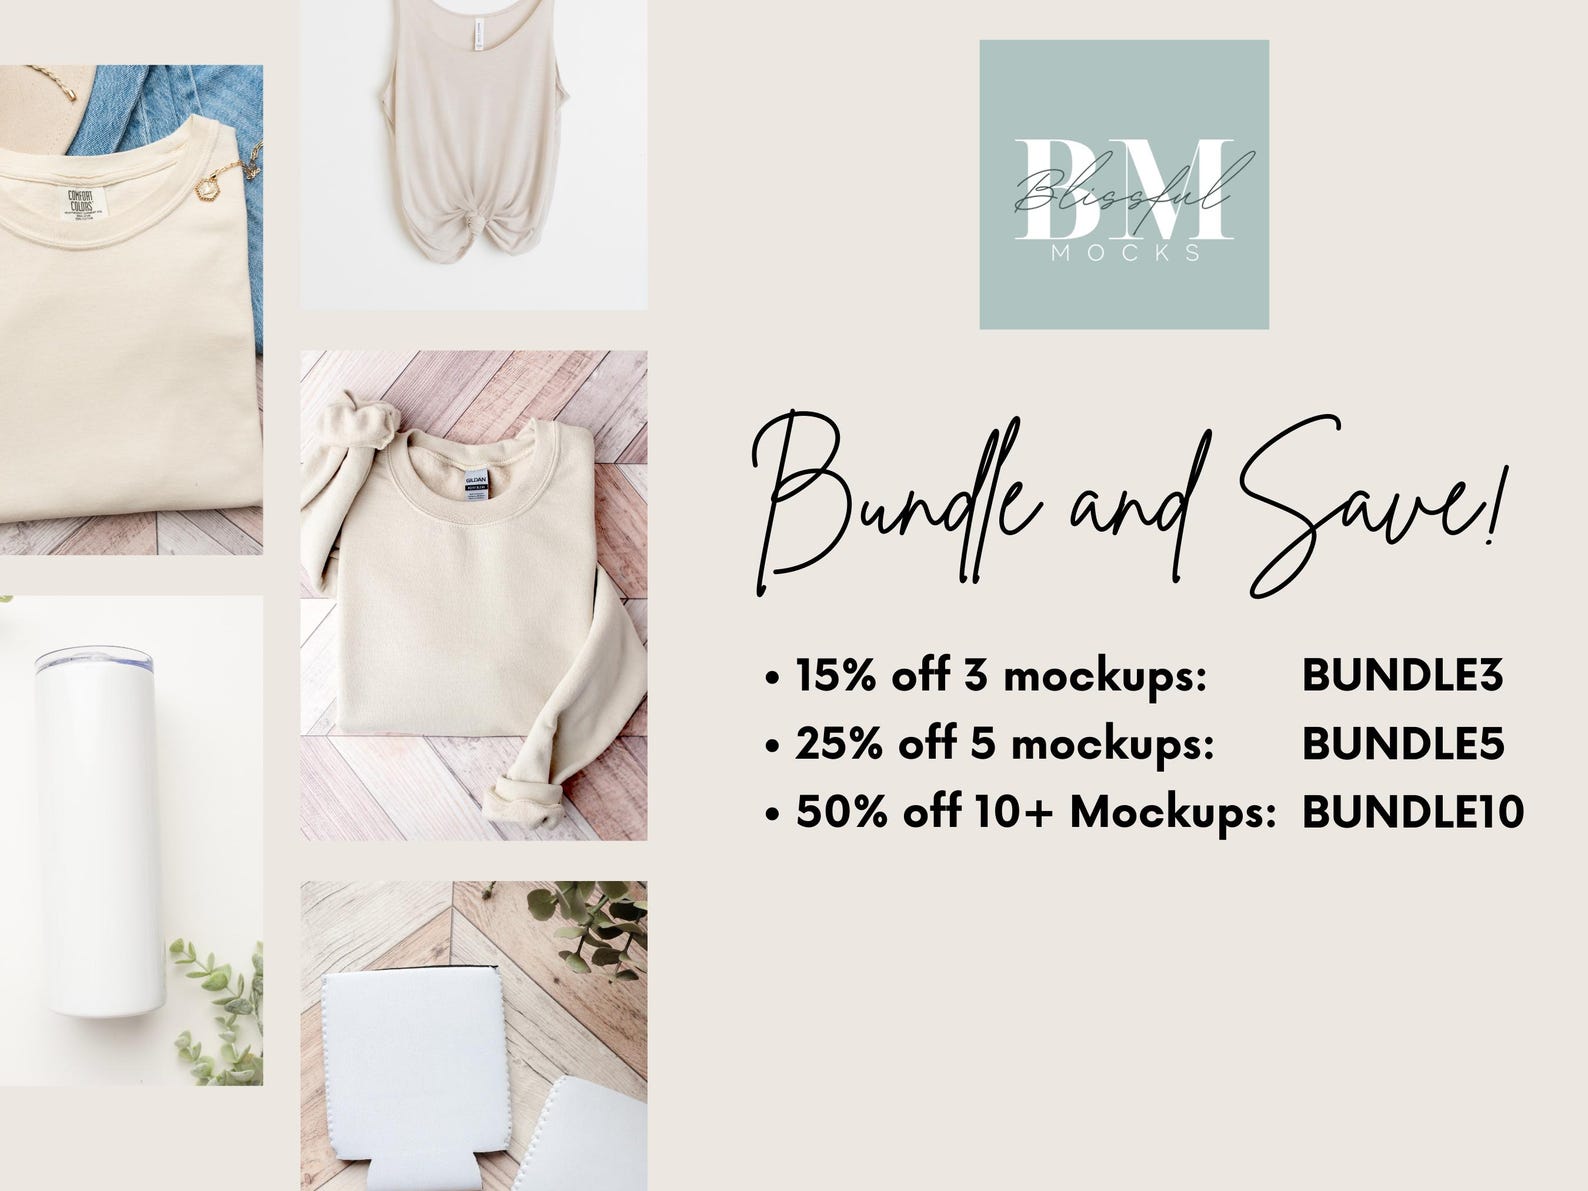 COMFORT
COLORS
GILDAN
BM
Blissful
MOCKS
Bundle and Save!
• 15% off 3 mockups: BUNDLE3
• 25% off 5 mockups: BUNDLE5
• 50% off 10+ Mockups: BUNDLE10